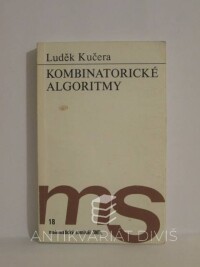 Luděk Kučera
KOMBINATORICKÉ
ALGORITMY
ms
18
ANTIKVARIÁT DIVIŠ